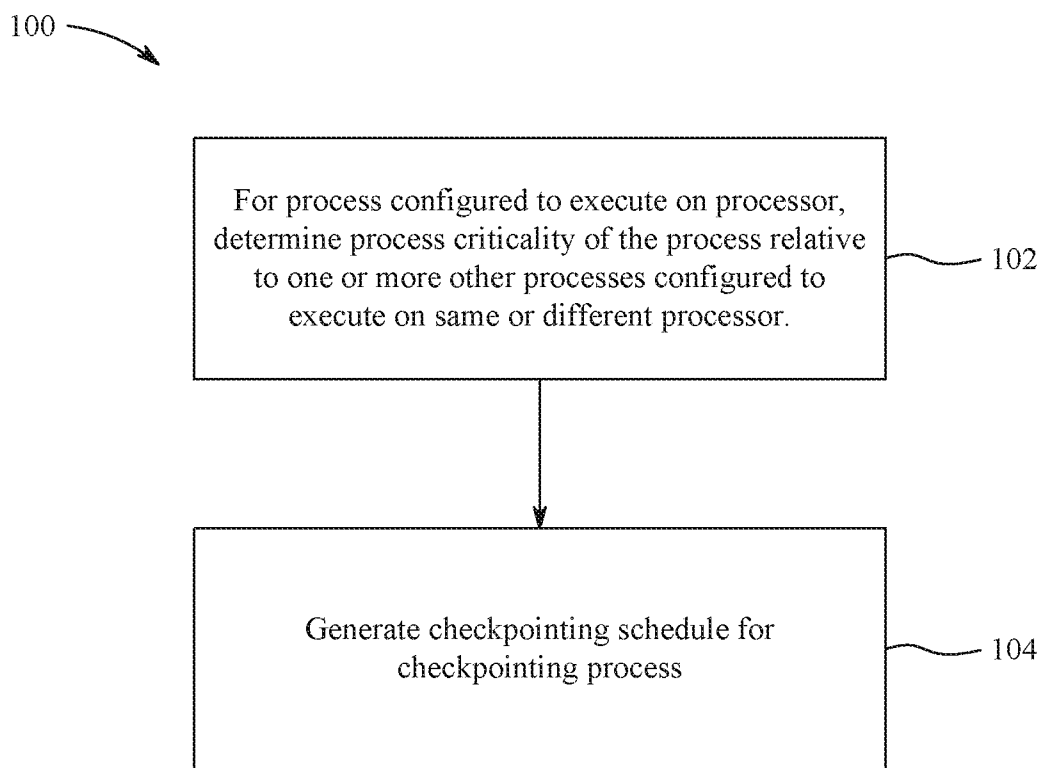 100
For process configured to execute on processor,
determine process criticality of the process relative
to one or more other processes configured to
execute on same or different processor.
102
Generate checkpointing schedule for
checkpointing process
104